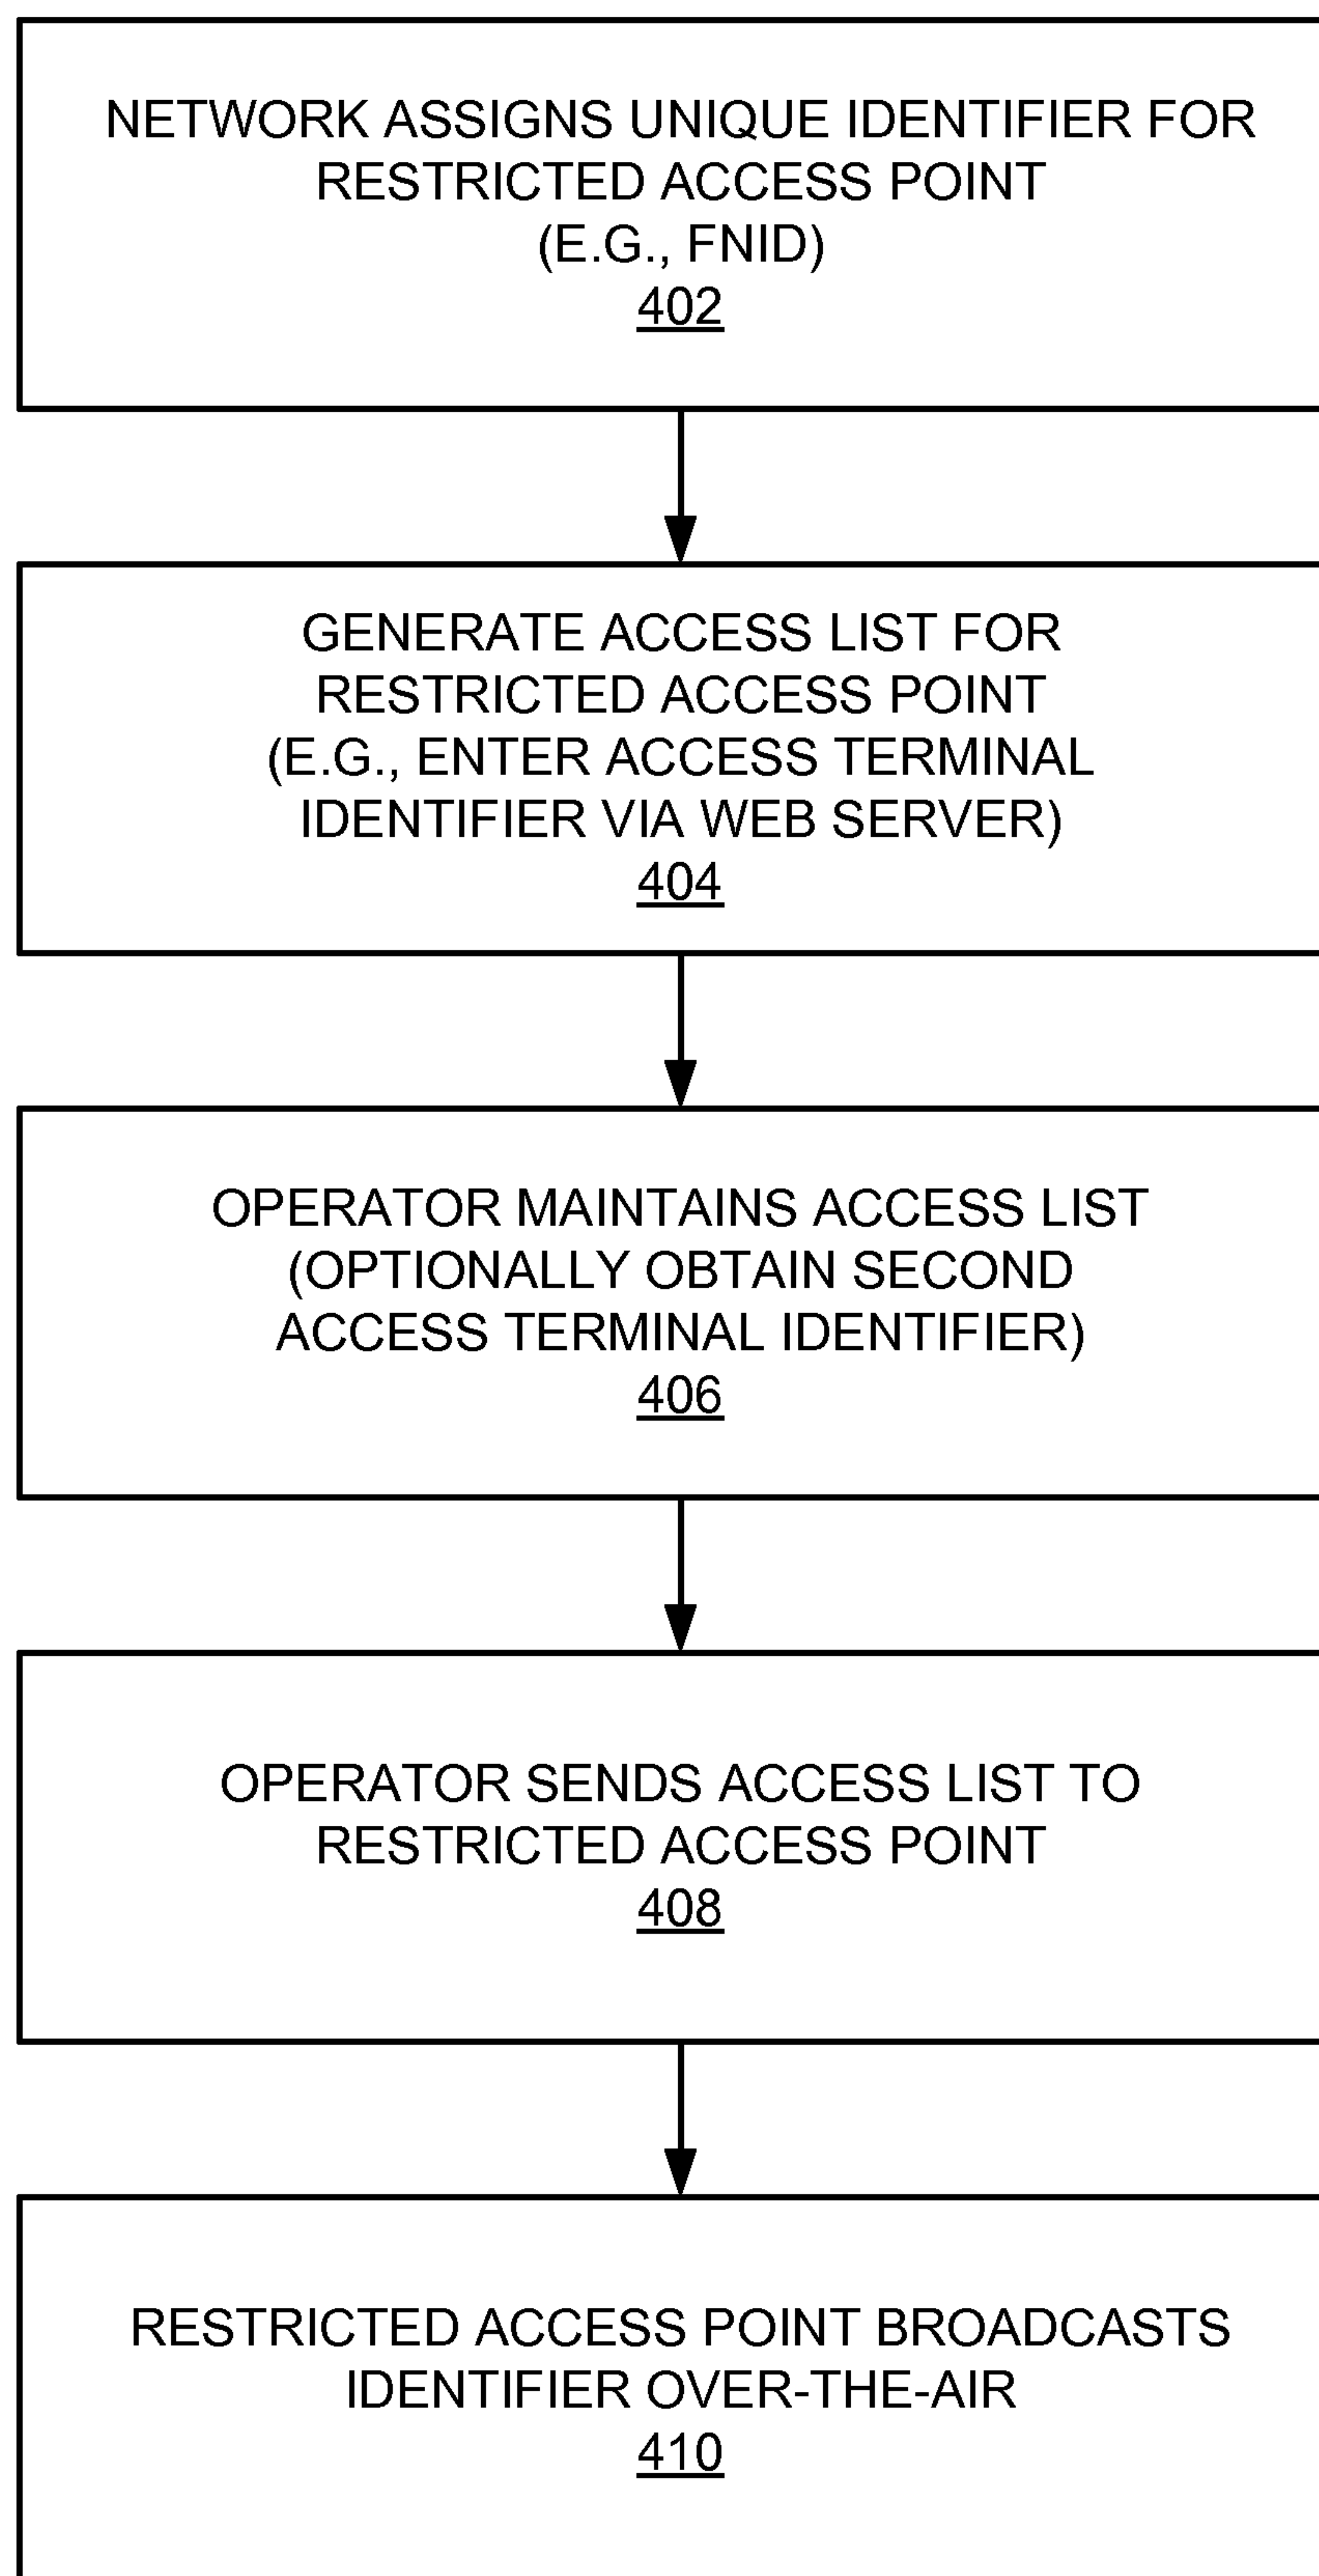 NETWORK ASSIGNS UNIQUE IDENTIFIER FOR
RESTRICTED ACCESS POINT
(E.G., FNID)
402
GENERATE ACCESS LIST FOR
RESTRICTED ACCESS POINT
(E.G., ENTER ACCESS TERMINAL
IDENTIFIER VIA WEB SERVER)
404
OPERATOR MAINTAINS ACCESS LIST
(OPTIONALLY OBTAIN SECOND
ACCESS TERMINAL IDENTIFIER)
406
OPERATOR SENDS ACCESS LIST TO
RESTRICTED ACCESS POINT
408
RESTRICTED ACCESS POINT BROADCASTS
IDENTIFIER OVER-THE-AIR
410